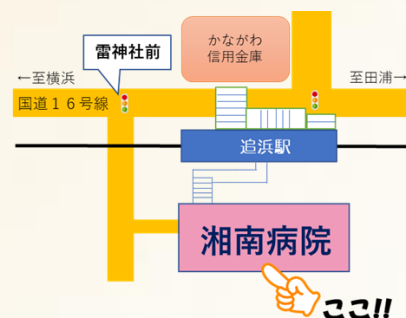 雷神社前
かながわ
信用金庫
←至横浜
至田浦→
国道１６号線
追浜駅
湘南病院
ここ!!